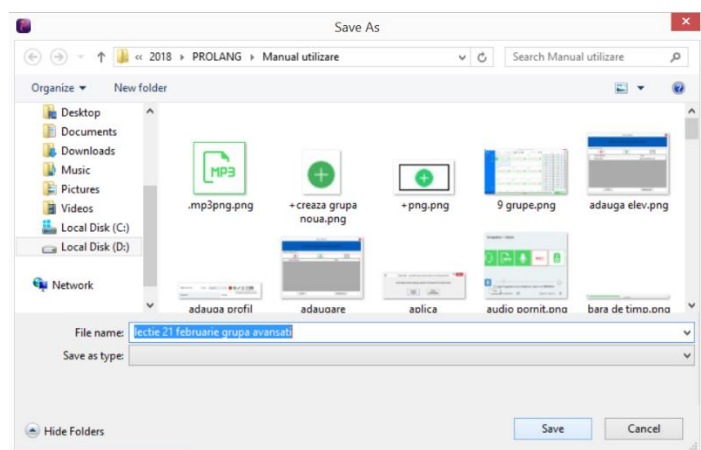 Save As
« 2018 ▸ PROLANG ▸ Manual utilizare
Search Manual utilizare
Organize
New folder
Desktop
Documents
Downloads
Music
Pictures
Videos
Local Disk (C:)
Local Disk (D:)
Network
MP3
.mp3png.png
+creaza grupa
noua.png
+png.png
9 grupe.png
adauga elev.png
adauga profil
adaugare
aplica
audio pornit.png
bara de timp.png
File name:
lectie 21 februarie grupa avansati
Save as type:
Hide Folders
Save
Cancel